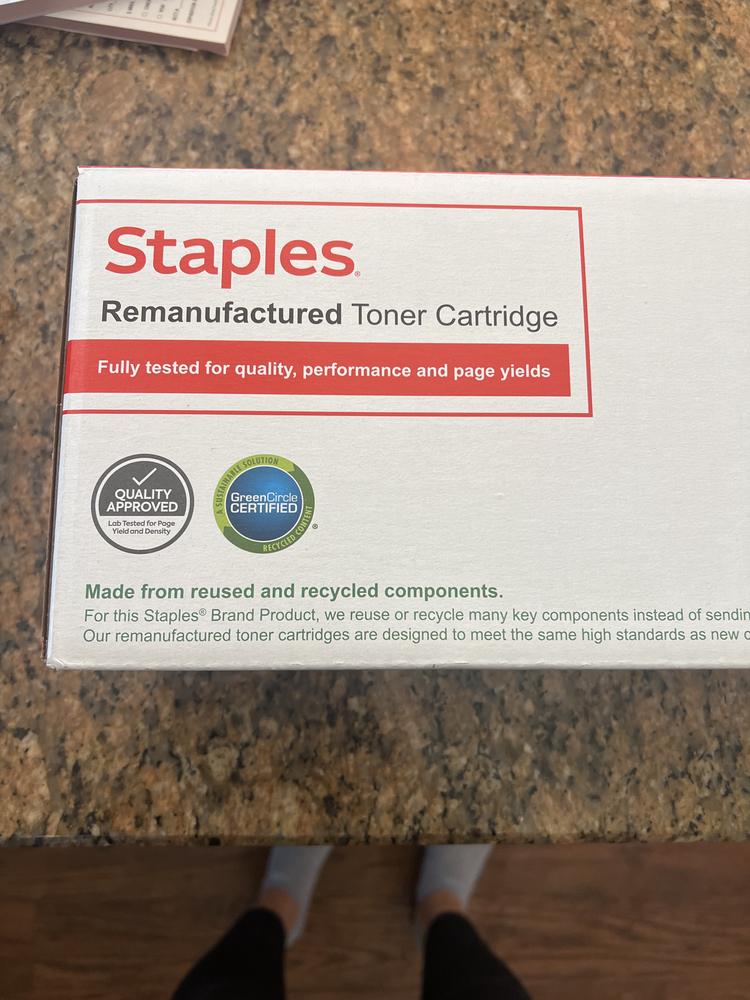 Staples®
Remanufactured Toner Cartridge
Fully tested for quality, performance and page yields
QUALITY
APPROVED
Lab Tested for Page
Yield and Density
A SUSTAINABLE SOLUTION
GreenCircle
CERTIFIED
RECYCLED CONTENT
®
Made from reused and recycled components.
For this Staples® Brand Product, we reuse or recycle many key components instead of
Our remanufactured toner cartridges are designed to meet the same high standards as new